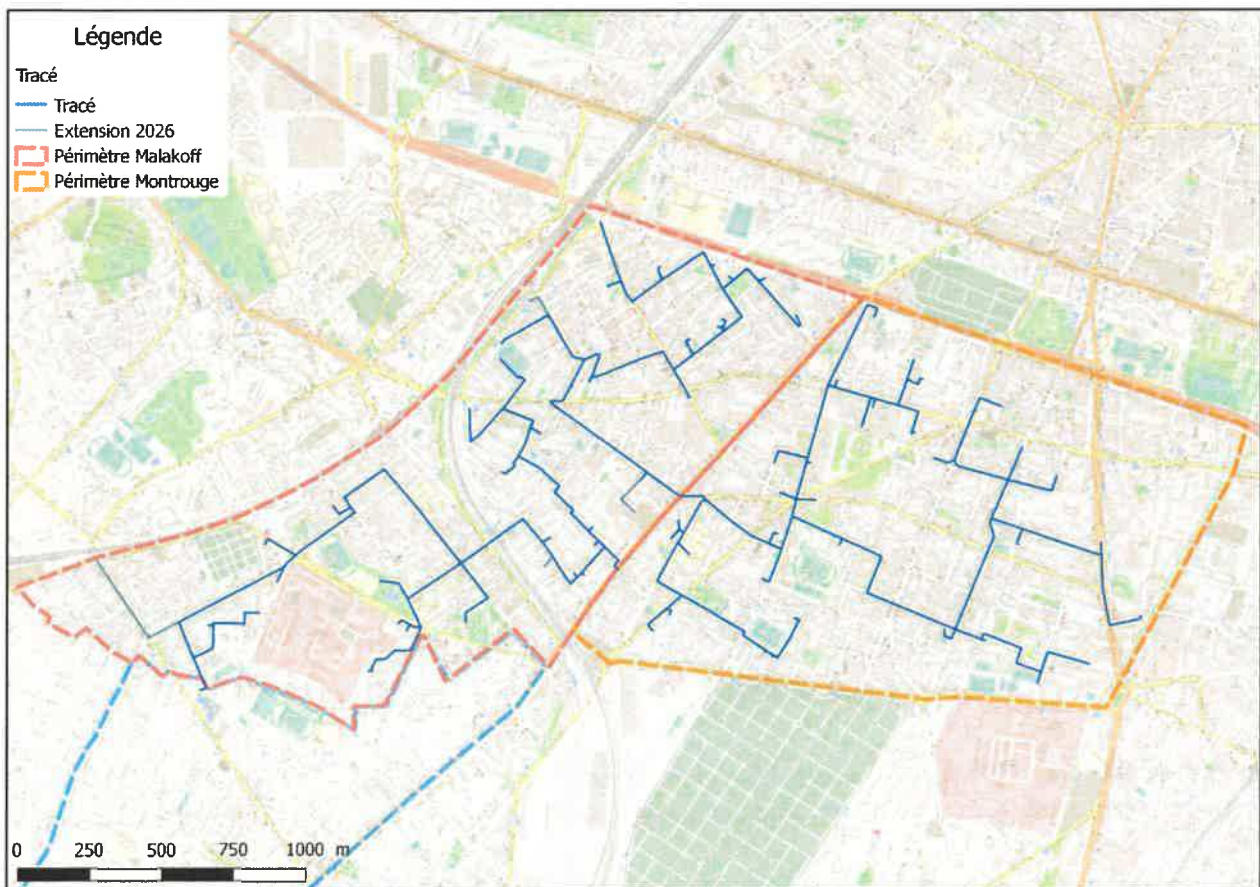 Légende
Tracé
Tracé
Extension 2026
Périmètre Malakoff
Périmètre Montrouge
0 250 500 750 1000 m